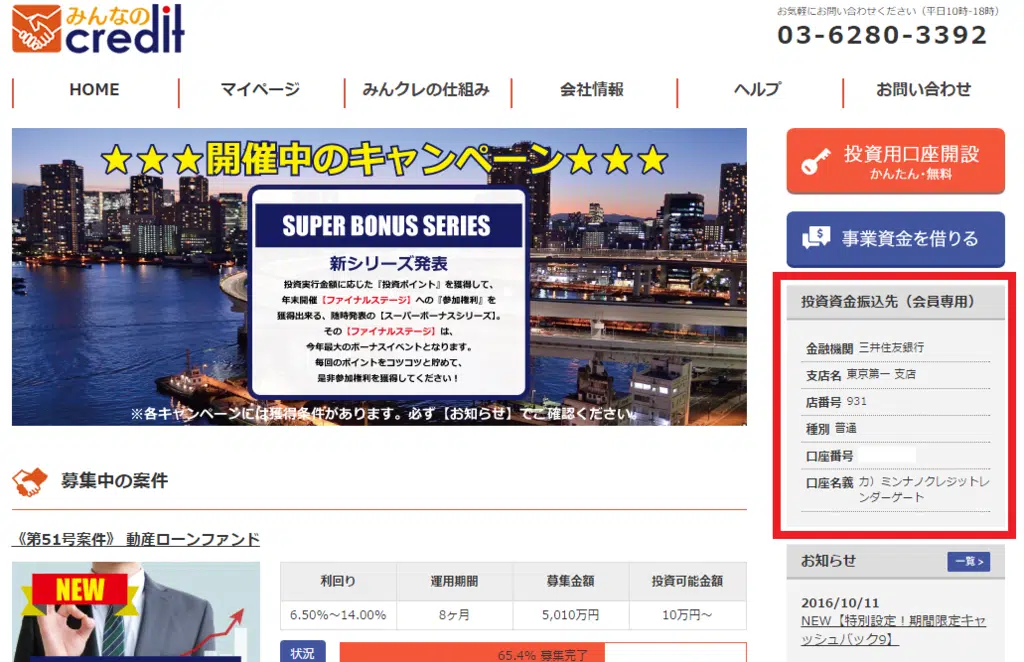 みんなの
credit
お気軽にお問い合わせください（平日10時-18時）
03-6280-3392
HOME
マイページ
みんクレの仕組み
会社情報
ヘルプ
お問い合わせ
★★★開催中のキャンペーン★★★
SUPER BONUS SERIES
新シリーズ発表
投資実行金額に応じた『投資ポイント』を獲得して、
年末開催【ファイナルステージ】への『参加権利』を
獲得出来る、随時発表の【スーパーボーナスシリーズ】。
その【ファイナルステージ】は、
今年最大のボーナスイベントとなります。
毎回のポイントをコツコツと貯めて、
是非参加権利を獲得してください！
※各キャンペーンには獲得条件があります。必ず【お知らせ】でご確認ください。
投資用口座開設
かんたん・無料
事業資金を借りる
投資資金振込先（会員専用）
金融機関 三井住友銀行
支店名 東京第一 支店
店番号 931
種別 普通
口座番号
口座名義 カ）ミンナノクレジットレ
ンダーゲート
募集中の案件
《第51号案件》 動産ローンファンド
NEW
利回り
運用期間
募集金額
投資可能金額
6.50%～14.00%
8ヶ月
5,010万円
10万円～
状況
65.4% 募集完了
お知らせ
一覧 >
2016/10/11
NEW【特別設定！期間限定キャ
ッシュバック9】